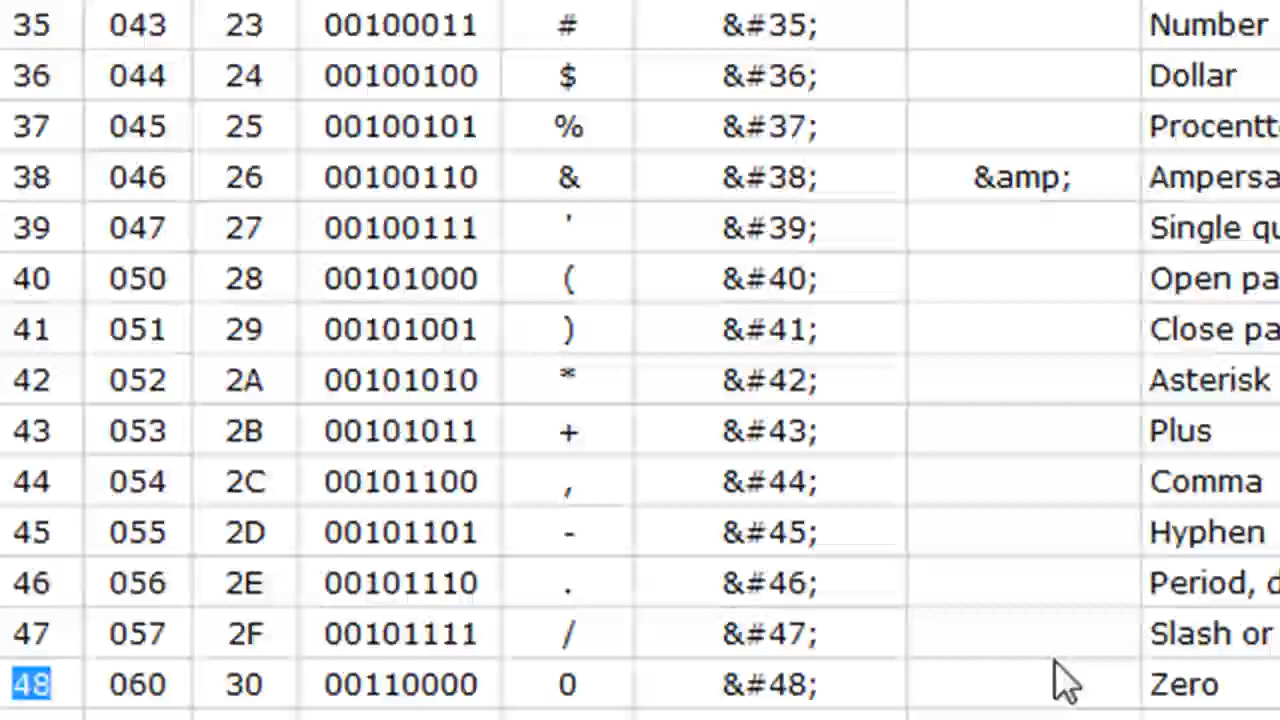 35 043 23 00100011 # &#35; Number
36 044 24 00100100 $ &#36; Dollar
37 045 25 00100101 % &#37; Procentt
38 046 26 00100110 & &#38; &amp; Ampersa
39 047 27 00100111 ' &#39; Single qu
40 050 28 00101000 ( &#40; Open pa
41 051 29 00101001 ) &#41; Close pa
42 052 2A 00101010 * &#42; Asterisk
43 053 2B 00101011 + &#43; Plus
44 054 2C 00101100 , &#44; Comma
45 055 2D 00101101 - &#45; Hyphen
46 056 2E 00101110 . &#46; Period, d
47 057 2F 00101111 / &#47; Slash or
48 060 30 00110000 0 &#48; Zero